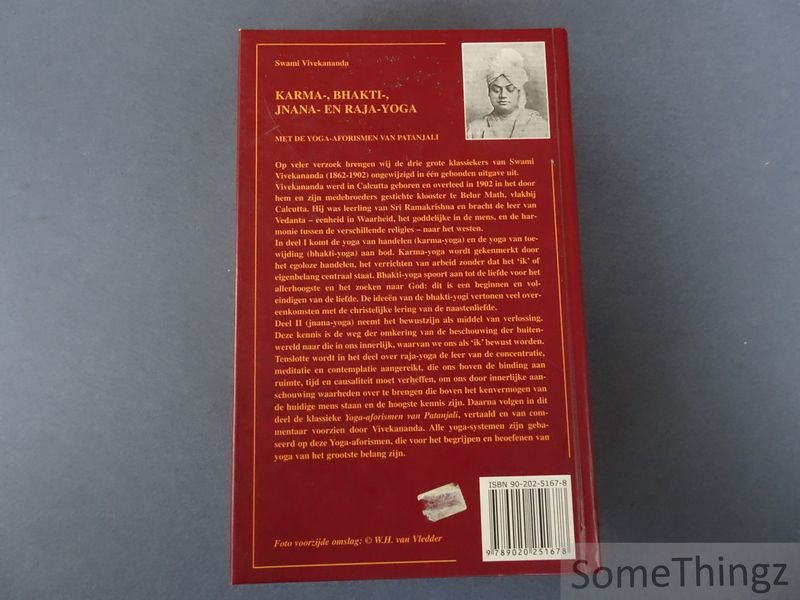 Swami Vivekananda
KARMA-, BHAKTI-,
JNANA- EN RAJA-YOGA
MET DE YOGA-AFORISMEN VAN PATANJALI
Op veler verzoek brengen wij de drie grote klassiekers van Swami
Vivekananda (1862-1902) ongewijzigd in één gebonden uitgave uit.
Vivekananda werd in Calcutta geboren en overleed in 1902 in het door
hem en zijn medebroeders gestichte klooster te Belur Math, vlakbij
Calcutta. Hij was leerling van Sri Ramakrishna en bracht de leer van
Vedanta – eenheid in Waarheid, het goddelijke in de mens, en de har-
monie tussen de verschillende religies – naar het westen.
In deel I komt de yoga van handelen (karma-yoga) en de yoga van toe-
wijding (bhakti-yoga) aan bod. Karma-yoga wordt gekenmerkt door
het egoloze handelen, het verrichten van arbeid zonder dat het ‘ik’ of
eigenbelang centraal staat. Bhakti-yoga spoort aan tot de liefde voor het
allerhoogste en het zoeken naar God: dit is een beginnen en vol-
eindigen van de liefde. De ideeën van de bhakti-yogi vertonen veel over-
eenkomsten met de christelijke lering van de naastenliefde.
Deel II (jnana-yoga) neemt het bewustzijn als middel van verlossing.
Deze kennis is de weg der omkering van de beschouwing der buiten-
wereld naar die in ons innerlijk, waarvan we ons als ‘ik’ bewust worden.
Tenslotte wordt in het deel over raja-yoga de leer van de concentratie,
meditatie en contemplatie aangereikt, die ons boven de binding aan
ruimte, tijd en causaliteit moet verheffen, om ons door innerlijke aan-
schouwing waarheden over te brengen die boven het kenvermogen van
de huidige mens staan en de hoogste kennis zijn. Daarna volgen in dit
deel de klassieke Yoga-aforismen van Patanjali, vertaald en van com-
mentaar voorzien door Vivekananda. Alle yoga-systemen zijn geba-
seerd op deze Yoga-aforismen, die voor het begrijpen en beoefenen van
yoga van het grootste belang zijn.
ISBN 90-202-5167-8
Foto voorzijde omslag: © W.H. van Vledder
9 789020 251678
SomeThingz